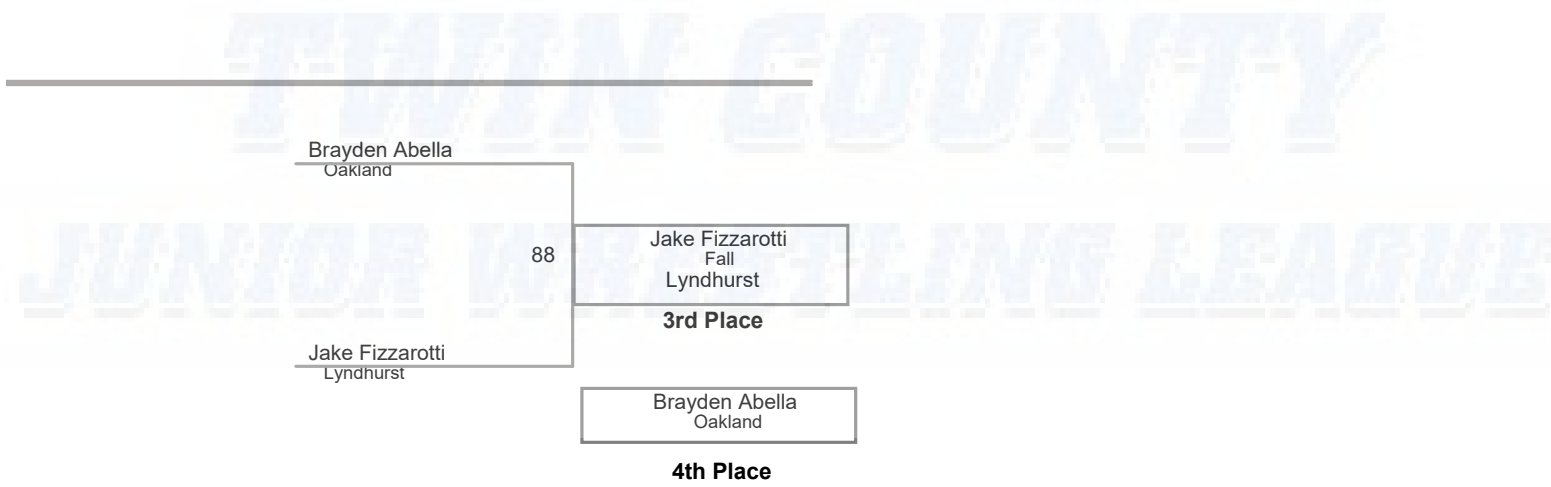 TWIN COUNTY
JUNIOR WRESTLING LEAGUE
Brayden Abella
Oakland
88
Jake Fizzarotti
Fall
Lyndhurst
3rd Place
Jake Fizzarotti
Lyndhurst
Brayden Abella
Oakland
4th Place